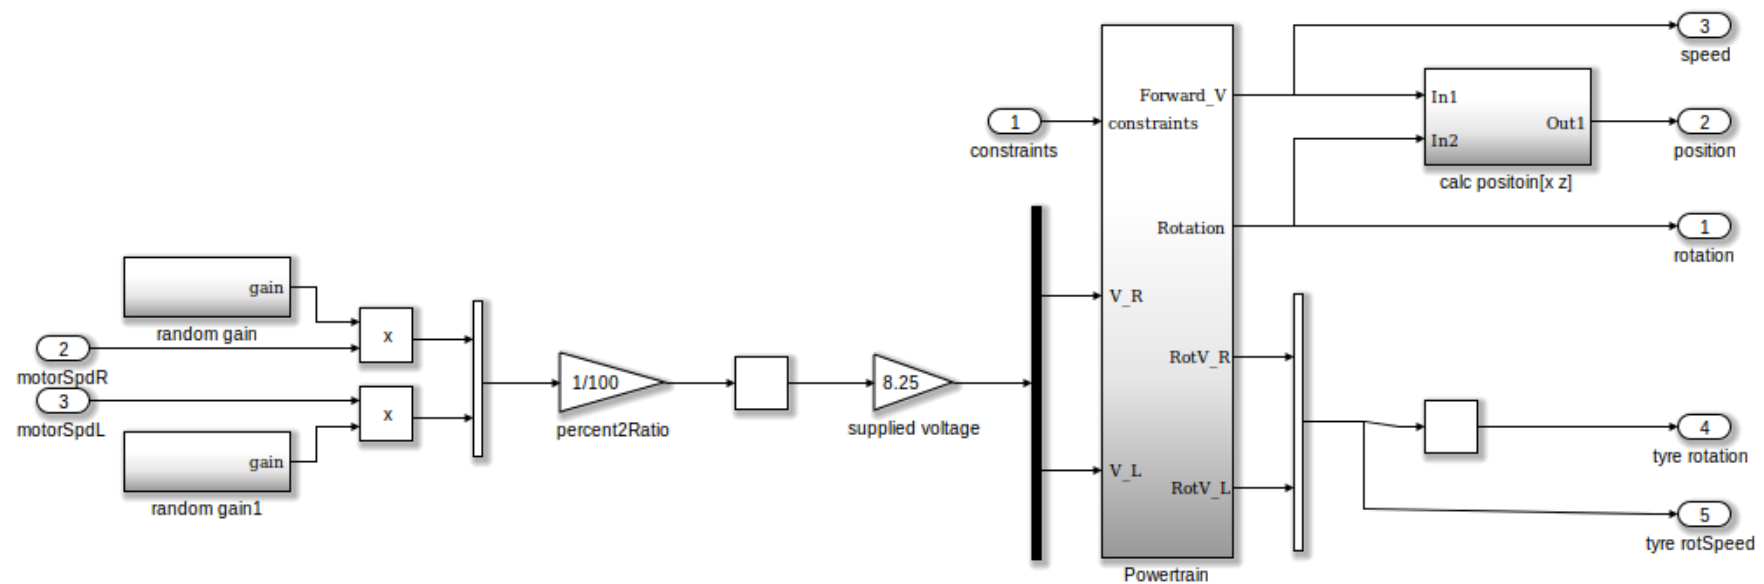 3
speed
Forward_V
In1
1
constraints
constraints
In2
Out1
2
position
calc positoin[x z]
Rotation
1
rotation
gain
random gain
V_R
x
2
motorSpdR
RotV_R
1/100
8.25
3
motorSpdL
x
percent2Ratio
supplied voltage
4
tyre rotation
gain
random gain1
V_L
RotV_L
5
tyre rotSpeed
Powertrain